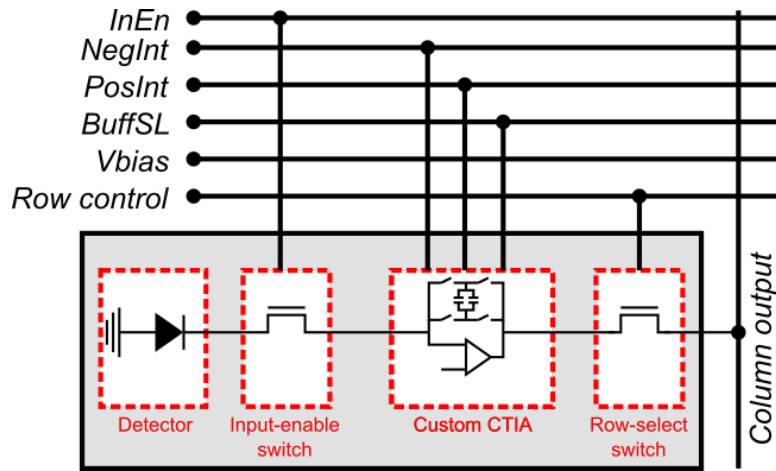 InEn
NegInt
PosInt
BuffSL
Vbias
Row control
Column output
Detector
Input-enable
switch
Custom CTIA
Row-select
switch